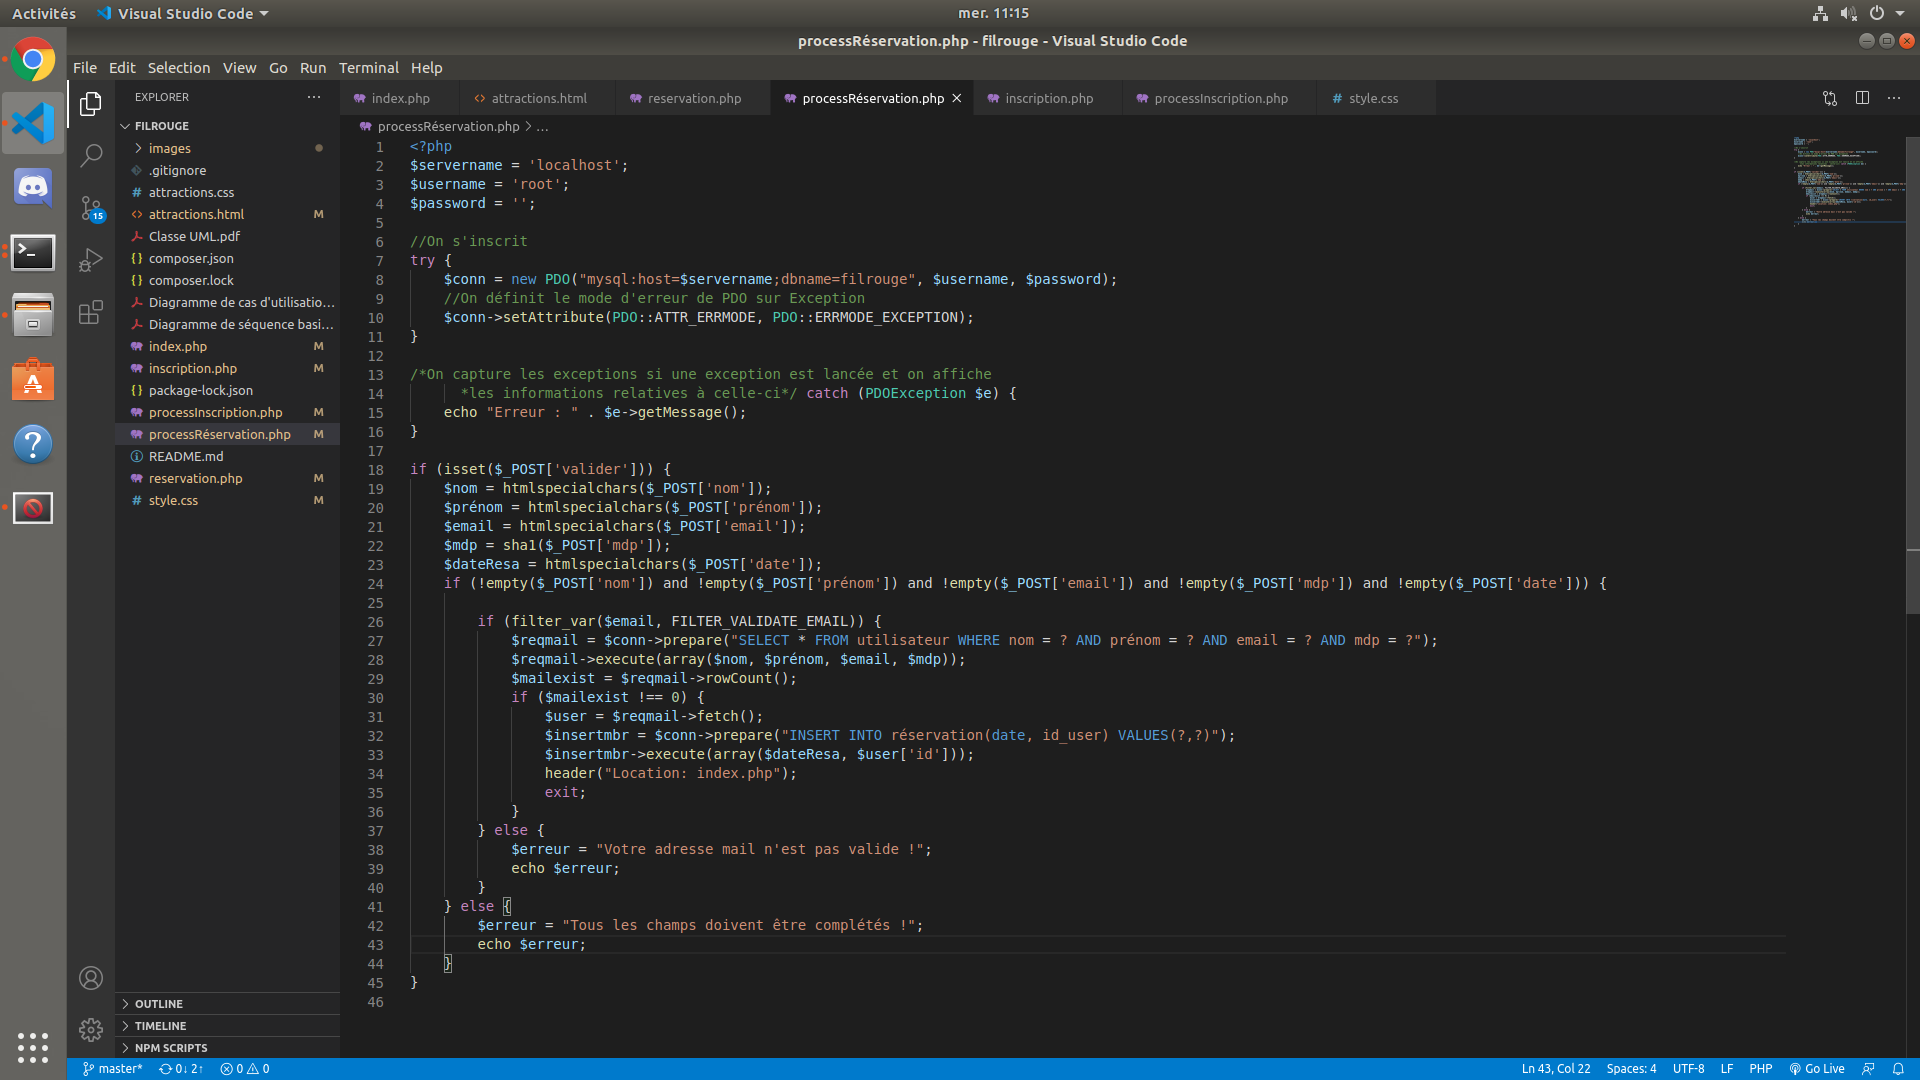 Activités Visual Studio Code mer. 11:15
processRéservation.php - filrouge - Visual Studio Code
File Edit Selection View Go Run Terminal Help
EXPLORER ···
FILROUGE
images
.gitignore
attractions.css
attractions.html M
Classe UML.pdf
composer.json
composer.lock
Diagramme de cas d'utilisatio...
Diagramme de séquence basi...
index.php M
inscription.php M
package-lock.json
processInscription.php M
processRéservation.php M
README.md
reservation.php M
style.css M
15
OUTLINE
TIMELINE
NPM SCRIPTS
index.php attractions.html reservation.php processRéservation.php inscription.php processInscription.php style.css
processRéservation.php > ...
1 <?php
2 $servername = 'localhost';
3 $username = 'root';
4 $password = '';
5
6 //On s'inscrit
7 try {
8     $conn = new PDO("mysql:host=$servername;dbname=filrouge", $username, $password);
9     //On définit le mode d'erreur de PDO sur Exception
10     $conn->setAttribute(PDO::ATTR_ERRMODE, PDO::ERRMODE_EXCEPTION);
11 }
12
13 /*On capture les exceptions si une exception est lancée et on affiche
14       *les informations relatives à celle-ci*/ catch (PDOException $e) {
15     echo "Erreur : " . $e->getMessage();
16 }
17
18 if (isset($_POST['valider'])) {
19     $nom = htmlspecialchars($_POST['nom']);
20     $prénom = htmlspecialchars($_POST['prénom']);
21     $email = htmlspecialchars($_POST['email']);
22     $mdp = sha1($_POST['mdp']);
23     $dateResa = htmlspecialchars($_POST['date']);
24     if (!empty($_POST['nom']) and !empty($_POST['prénom']) and !empty($_POST['email']) and !empty($_POST['mdp']) and !empty($_POST['date'])) {
25
26         if (filter_var($email, FILTER_VALIDATE_EMAIL)) {
27             $reqmail = $conn->prepare("SELECT * FROM utilisateur WHERE nom = ? AND prénom = ? AND email = ? AND mdp = ?");
28             $reqmail->execute(array($nom, $prénom, $email, $mdp));
29             $mailexist = $reqmail->rowCount();
30             if ($mailexist !== 0) {
31                 $user = $reqmail->fetch();
32                 $insertmbr = $conn->prepare("INSERT INTO réservation(date, id_user) VALUES(?,?)");
33                 $insertmbr->execute(array($dateResa, $user['id']));
34                 header("Location: index.php");
35                 exit;
36             }
37         } else {
38             $erreur = "Votre adresse mail n'est pas valide !";
39             echo $erreur;
40         }
41     } else {
42         $erreur = "Tous les champs doivent être complétés !";
43         echo $erreur;
44     }
45 }
46
master* 0↓ 2↑ 0 0 Ln 43, Col 22 Spaces: 4 UTF-8 LF PHP Go Live